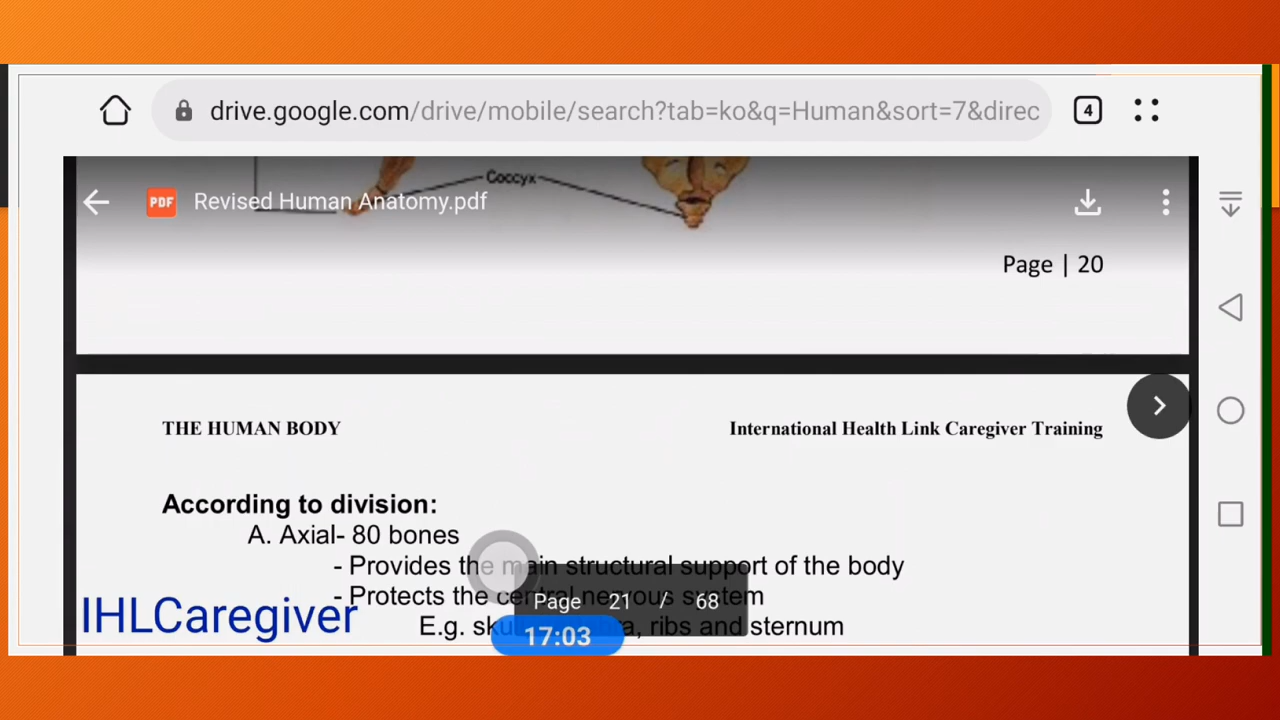 drive.google.com/drive/mobile/search?tab=ko&q=Human&sort=7&direc
4
Coccyx
PDF
Revised Human Anatomy.pdf
Page | 20
THE HUMAN BODY
International Health Link Caregiver Training
According to division:
A. Axial- 80 bones
- Provides the main structural support of the body
- Protects the central nervous system
Page 21 / 68
E.g. ribs and sternum
IHLCaregiver
17:03